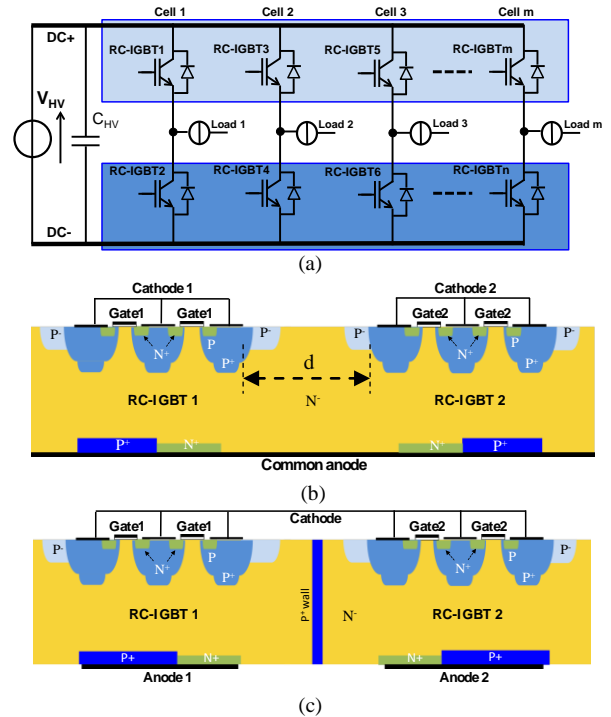 Cell 1 Cell 2 Cell 3 Cell m
DC+
RC-IGBT1 RC-IGBT3 RC-IGBT5 RC-IGBTm
V_HV C_HV Load 1 Load 2 Load 3 Load m
RC-IGBT2 RC-IGBT4 RC-IGBT6 RC-IGBTn
DC-
(a)
Cathode 1 Cathode 2
Gate1 Gate1 Gate2 Gate2
P- N+ P P- P- N+ P P-
P+ P+
d
RC-IGBT 1 N- RC-IGBT 2
P+ N+ N+ P+
Common anode
(b)
Cathode
Gate1 Gate1 Gate2 Gate2
P- N+ P P- P- N+ P P-
P+ P+
RC-IGBT 1 P+ wall N- RC-IGBT 2
P+ N+ N+ P+
Anode 1 Anode 2
(c)